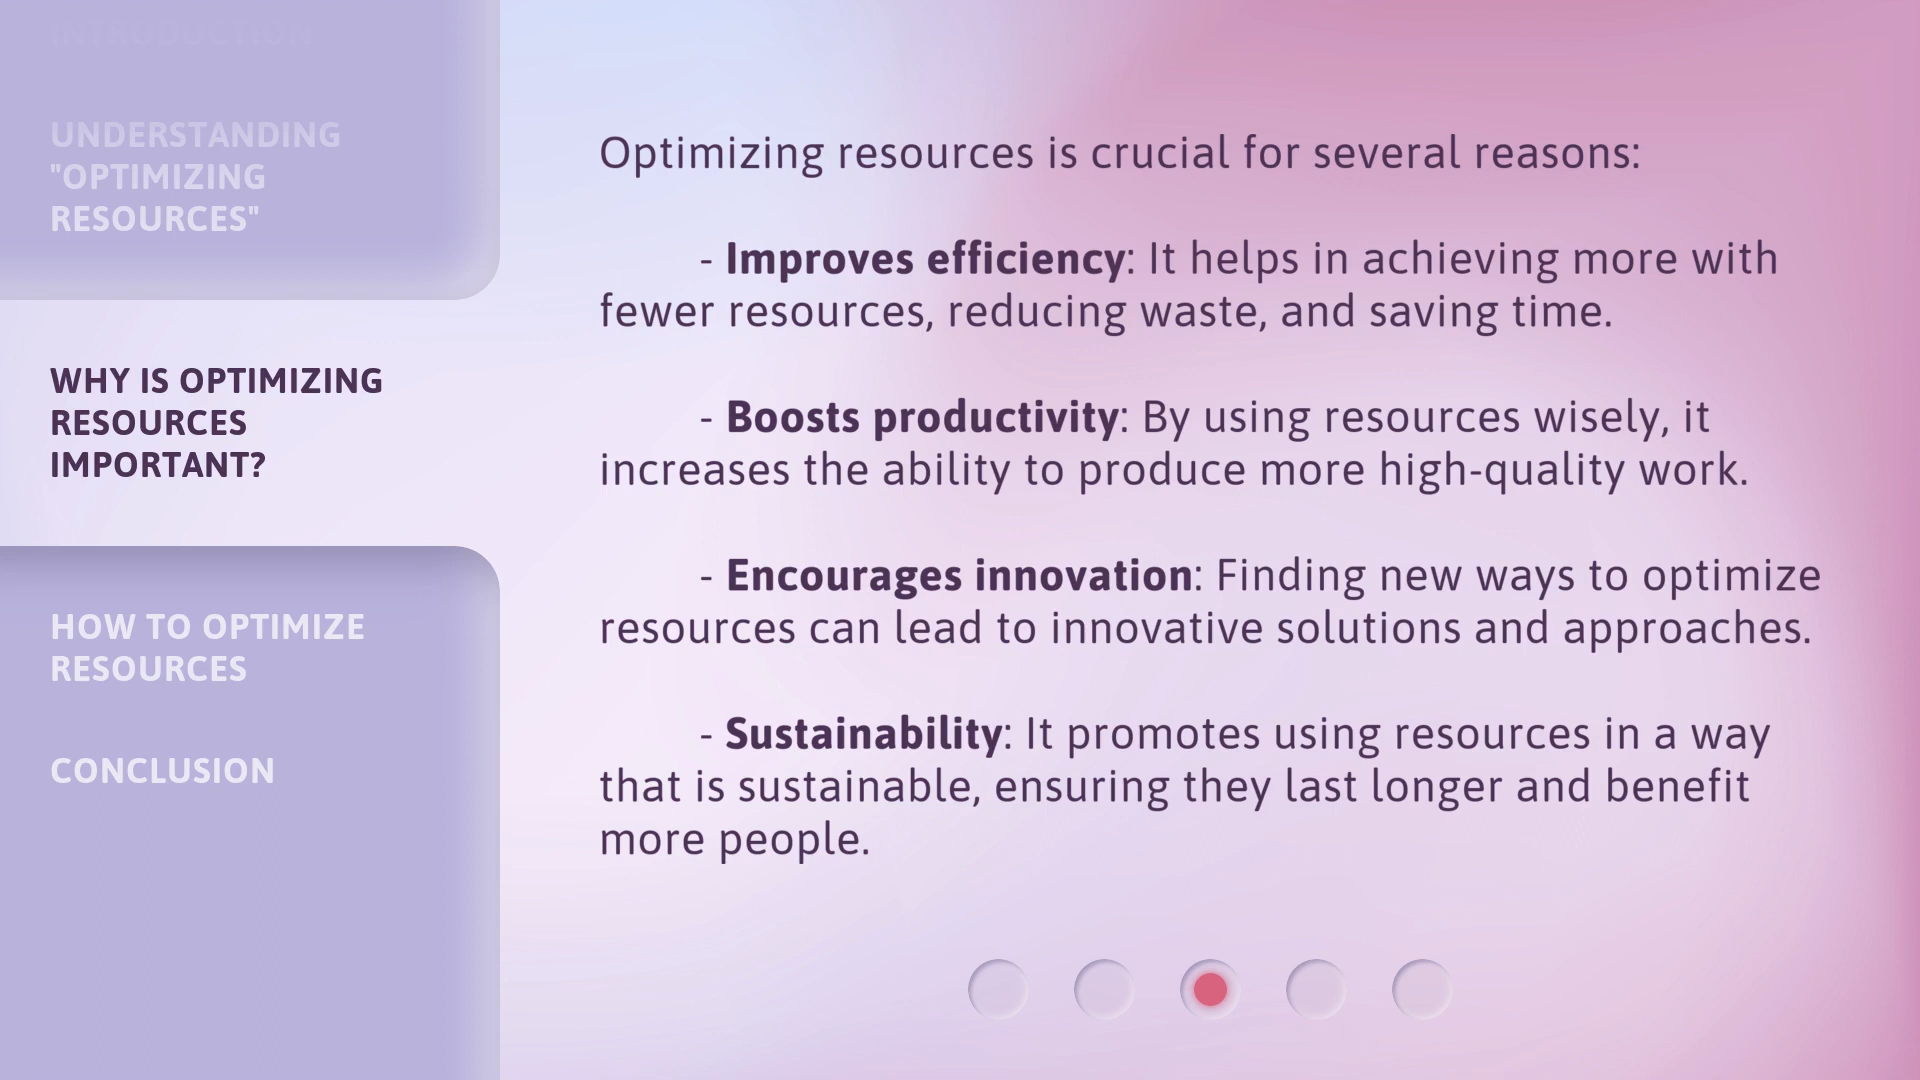 INTRODUCTION
UNDERSTANDING
"OPTIMIZING
RESOURCES"
WHY IS OPTIMIZING
RESOURCES
IMPORTANT?
HOW TO OPTIMIZE
RESOURCES
CONCLUSION
Optimizing resources is crucial for several reasons:
- Improves efficiency: It helps in achieving more with
fewer resources, reducing waste, and saving time.
- Boosts productivity: By using resources wisely, it
increases the ability to produce more high-quality work.
- Encourages innovation: Finding new ways to optimize
resources can lead to innovative solutions and approaches.
- Sustainability: It promotes using resources in a way
that is sustainable, ensuring they last longer and benefit
more people.